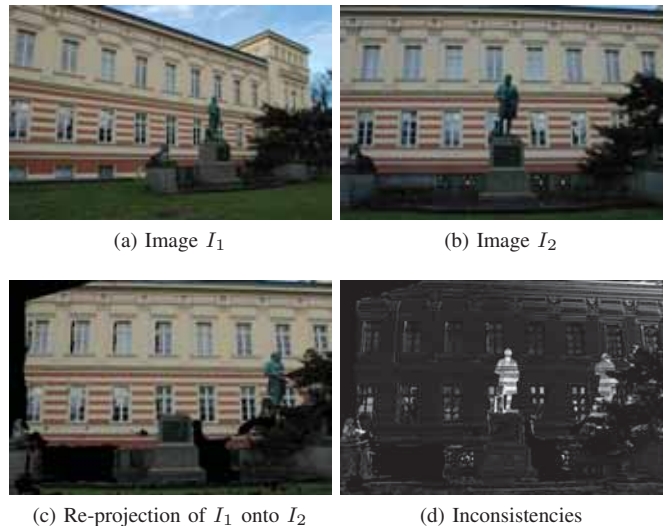 (a) Image I₁
(b) Image I₂
(c) Re-projection of I₁ onto I₂
(d) Inconsistencies